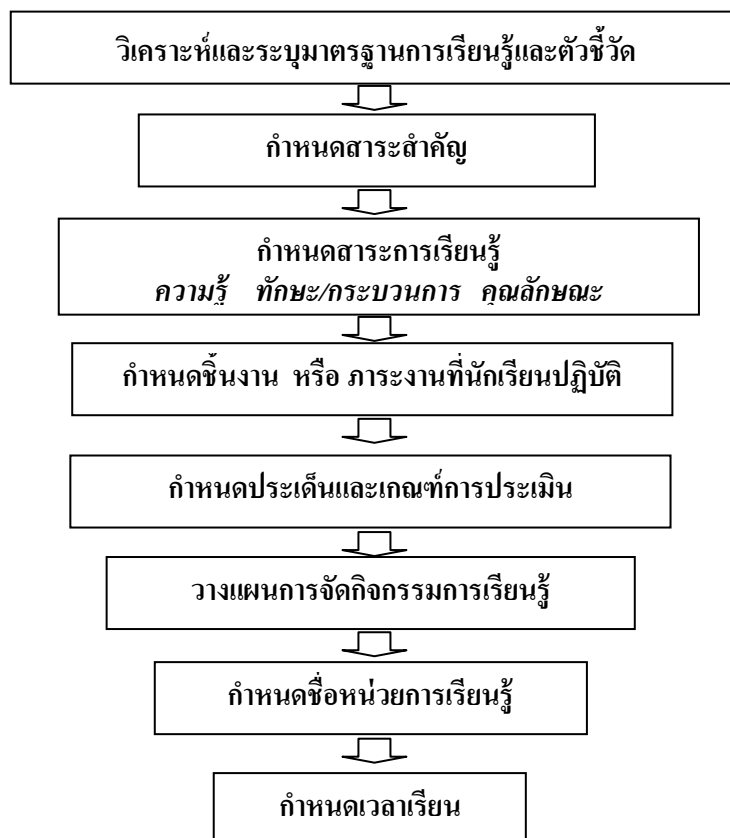 วิเคราะห์และระบุมาตรฐานการเรียนรู้และตัวชี้วัด
กำหนดสาระสำคัญ
กำหนดสาระการเรียนรู้
ความรู้ ทักษะ/กระบวนการ คุณลักษณะ
กำหนดชิ้นงาน หรือ ภาระงานที่นักเรียนปฏิบัติ
กำหนดประเด็นและเกณฑ์การประเมิน
วางแผนการจัดกิจกรรมการเรียนรู้
กำหนดชื่อหน่วยการเรียนรู้
กำหนดเวลาเรียน